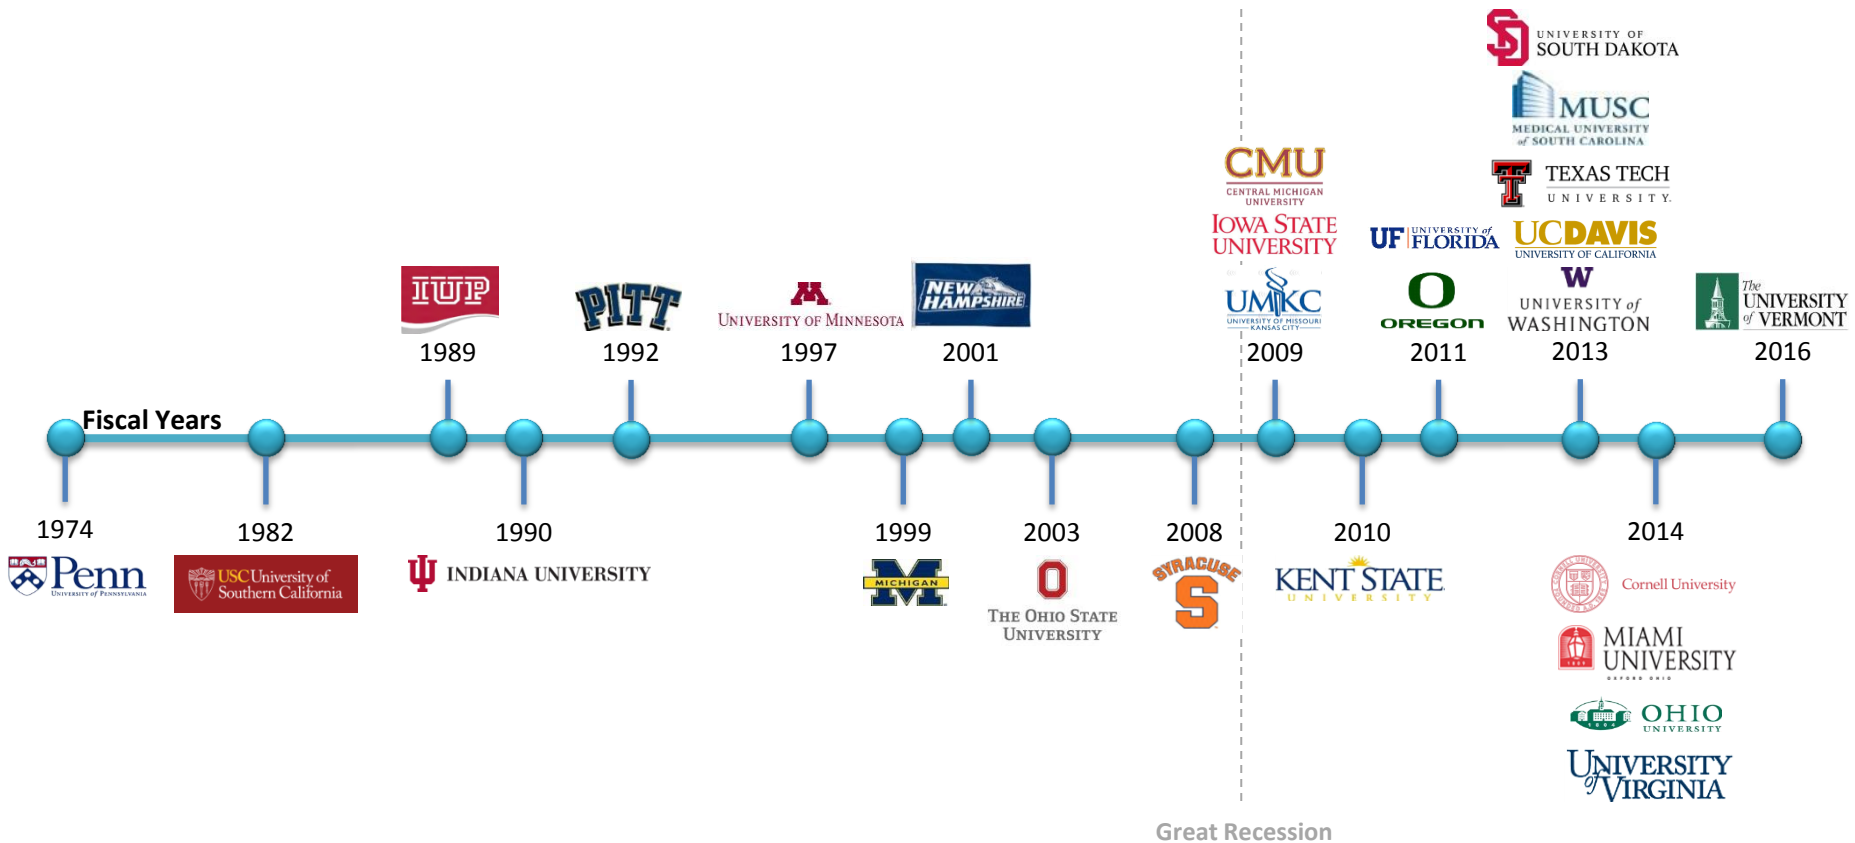 UNIVERSITY OF
SOUTH DAKOTA
MUSC
MEDICAL UNIVERSITY
of SOUTH CAROLINA
CMU
CENTRAL MICHIGAN
UNIVERSITY
TEXAS TECH
UNIVERSITY.
IOWA STATE
UNIVERSITY
UF UNIVERSITY of
FLORIDA
UCDAVIS
UNIVERSITY OF CALIFORNIA
IUP
PITT
M
UNIVERSITY OF MINNESOTA
NEW
HAMPSHIRE
UMKC
UNIVERSITY OF MISSOURI
KANSAS CITY
O
OREGON
W
UNIVERSITY of
WASHINGTON
The
UNIVERSITY
of VERMONT
1989
1992
1997
2001
2009
2011
2013
2016
Fiscal Years
1974
1982
1990
1999
2003
2008
2010
2014
Penn
UNIVERSITY of PENNSYLVANIA
USC University of
Southern California
INDIANA UNIVERSITY
M
MICHIGAN
O
THE OHIO STATE
UNIVERSITY
SYRACUSE
S
KENT STATE
UNIVERSITY
Cornell University
MIAMI
UNIVERSITY
OXFORD OHIO
1804
OHIO
UNIVERSITY
UNIVERSITY
of VIRGINIA
Great Recession